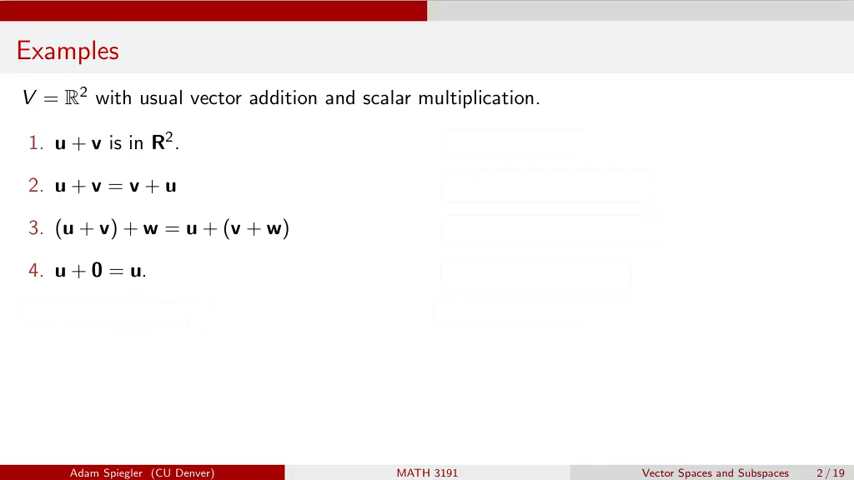 Examples
V = ℝ² with usual vector addition and scalar multiplication.
1. u + v is in R².
2. u + v = v + u
3. (u + v) + w = u + (v + w)
4. u + 0 = u.
Adam Spiegler (CU Denver) MATH 3191 Vector Spaces and Subspaces 2 / 19